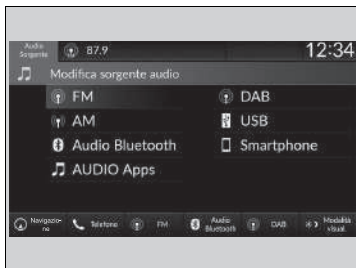 Audio
Sorgente
87.9
12:34
Modifica sorgente audio
FM
DAB
AM
USB
Audio Bluetooth
Smartphone
AUDIO Apps
Navigazio-
ne
Telefono
FM
Audio
Bluetooth
DAB
Modalità
visual.